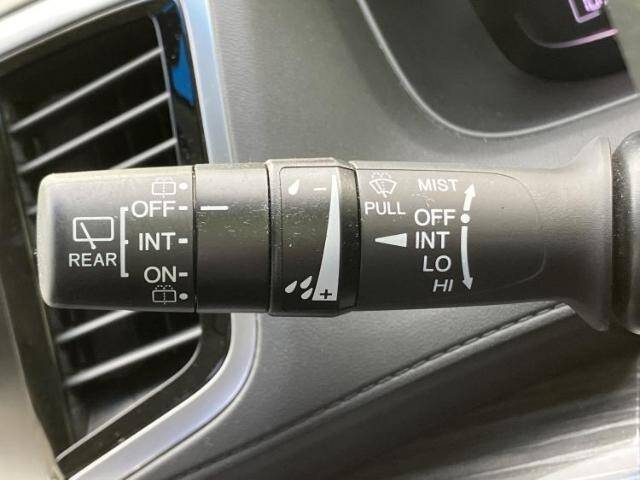 REAR
OFF
INT
ON
−
+
PULL
MIST
OFF
INT
LO
HI